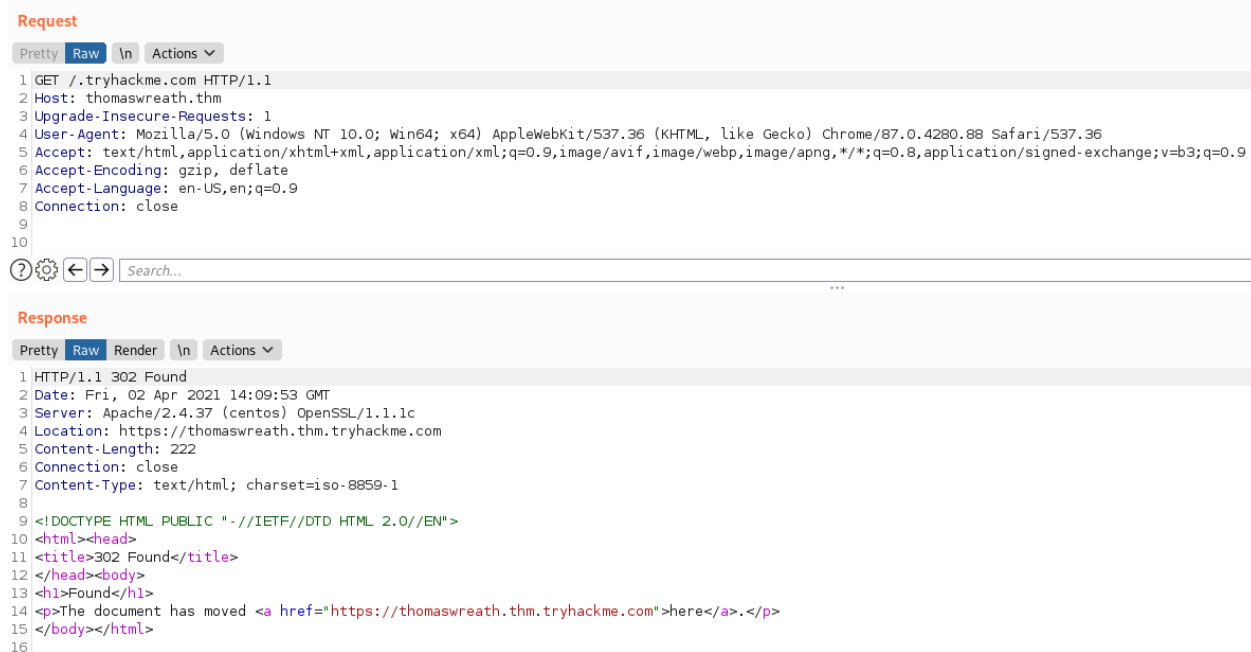 Request
Pretty Raw \n Actions
1 GET /.tryhackme.com HTTP/1.1
2 Host: thomaswreath.thm
3 Upgrade-Insecure-Requests: 1
4 User-Agent: Mozilla/5.0 (Windows NT 10.0; Win64; x64) AppleWebKit/537.36 (KHTML, like Gecko) Chrome/87.0.4280.88 Safari/537.36
5 Accept: text/html,application/xhtml+xml,application/xml;q=0.9,image/avif,image/webp,image/apng,*/*;q=0.8,application/signed-exchange;v=b3;q=0.9
6 Accept-Encoding: gzip, deflate
7 Accept-Language: en-US,en;q=0.9
8 Connection: close
9
10
? Search...
Response
Pretty Raw Render \n Actions
1 HTTP/1.1 302 Found
2 Date: Fri, 02 Apr 2021 14:09:53 GMT
3 Server: Apache/2.4.37 (centos) OpenSSL/1.1.1c
4 Location: https://thomaswreath.thm.tryhackme.com
5 Content-Length: 222
6 Connection: close
7 Content-Type: text/html; charset=iso-8859-1
8
9 <!DOCTYPE HTML PUBLIC "-//IETF//DTD HTML 2.0//EN">
10 <html><head>
11 <title>302 Found</title>
12 </head><body>
13 <h1>Found</h1>
14 <p>The document has moved <a href="https://thomaswreath.thm.tryhackme.com">here</a>.</p>
15 </body></html>
16